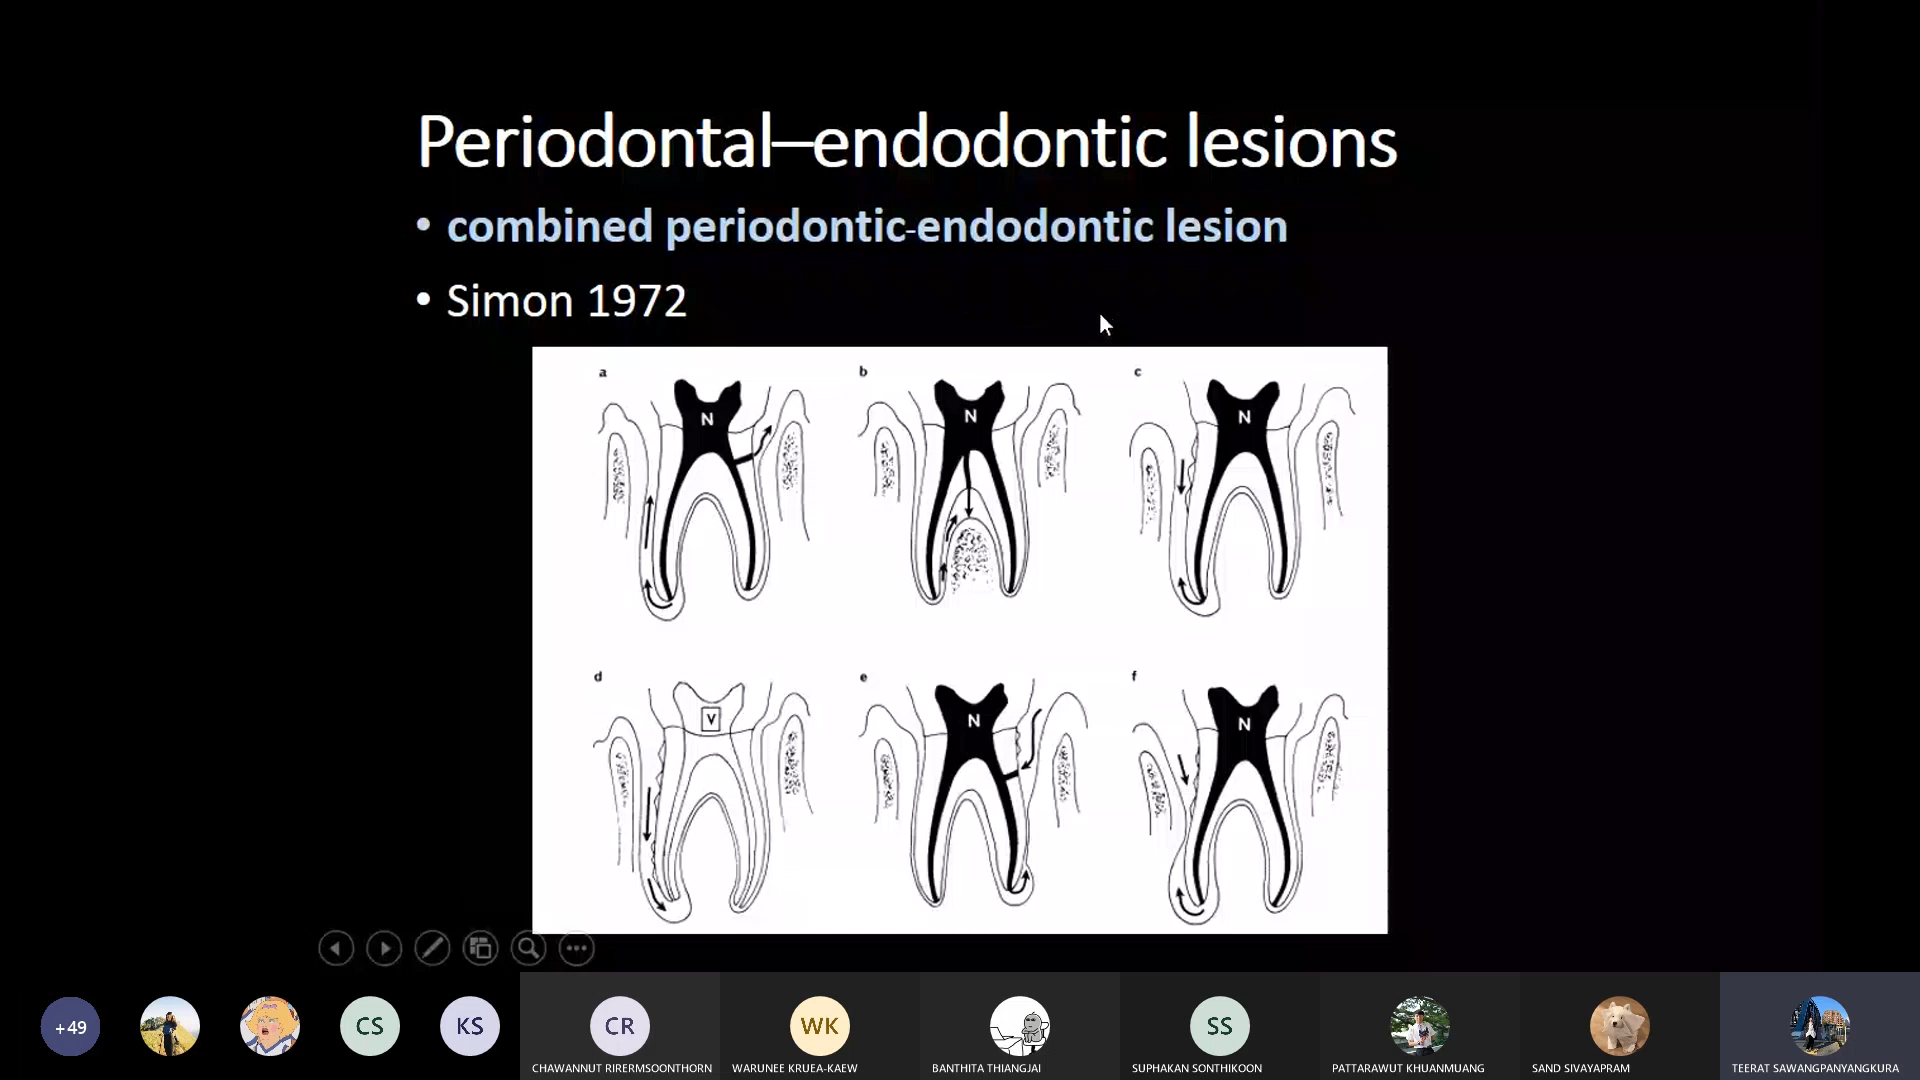 Periodontal–endodontic lesions
• combined periodontic-endodontic lesion
• Simon 1972
a b c
N N N
d e f
V N N
+49 CS KS CR WK SS
CHAWANNUT RIRERMSOONTHORN WARUNEE KRUEA-KAEW BANTHITA THIANGJAI SUPHAKAN SONTHIKOON PATTARAWUT KHUANMUANG SAND SIVAYAPRAM TEERAT SAWANGPANYANGKURA